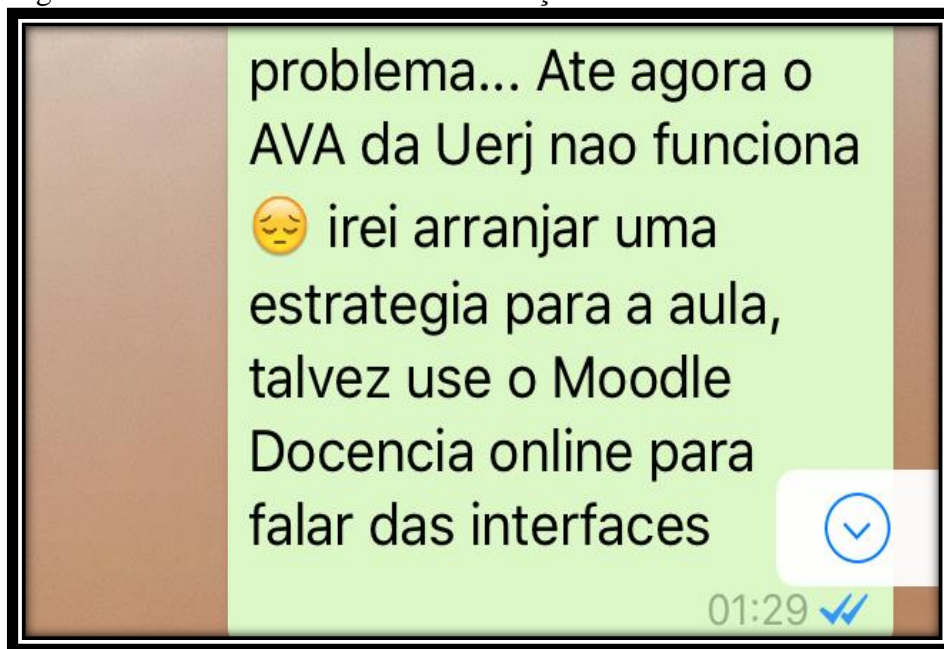 problema... Ate agora o
AVA da Uerj nao funciona
😔 irei arranjar uma
estrategia para a aula,
talvez use o Moodle
Docencia online para
falar das interfaces
01:29